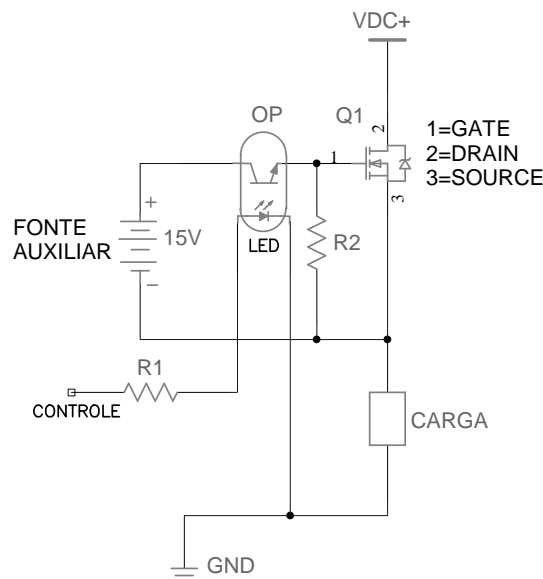 VDC+
OP
Q1
2
1=GATE
2=DRAIN
3=SOURCE
1
3
+
FONTE
AUXILIAR
15V
LED
R2
−
R1
CONTROLE
CARGA
GND